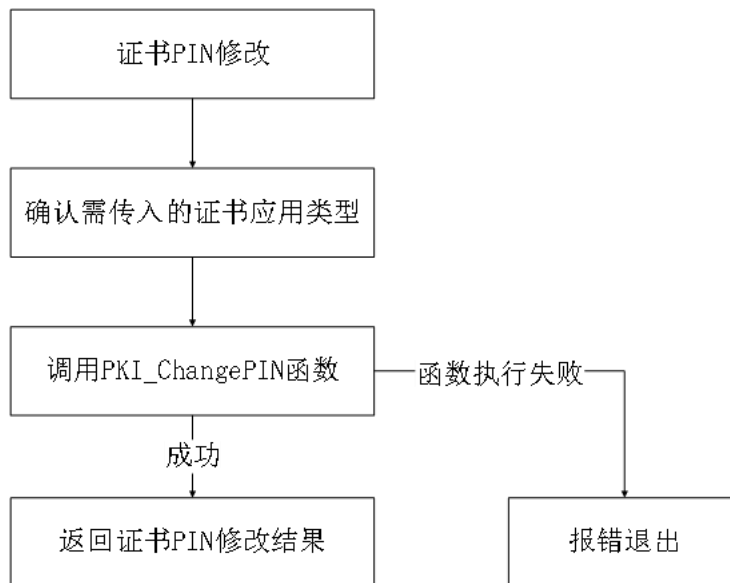 证书PIN修改
确认需传入的证书应用类型
调用PKI_ChangePIN函数
函数执行失败
成功
返回证书PIN修改结果
报错退出